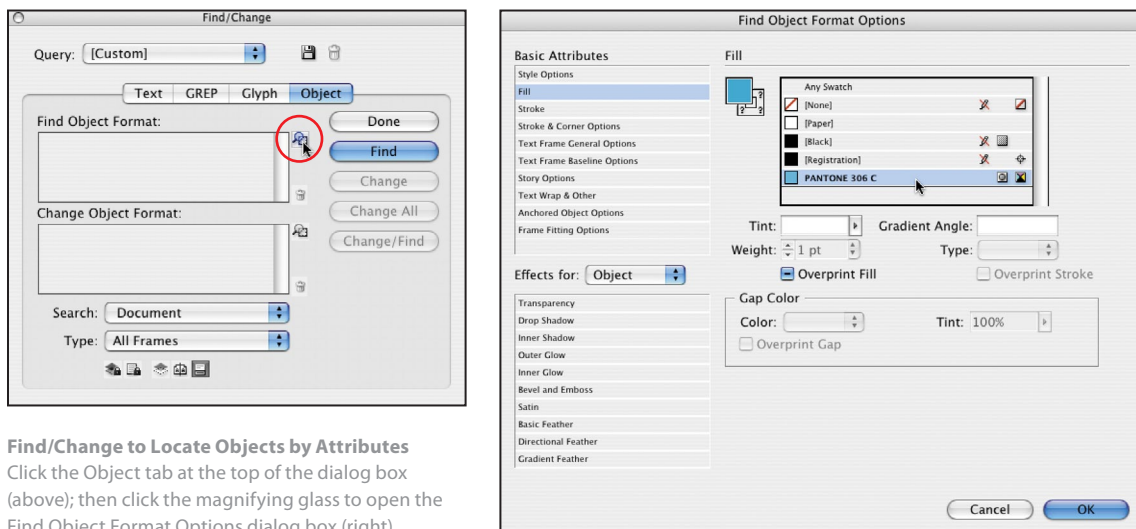 Find/Change
Query: [Custom]
Text GREP Glyph Object
Find Object Format:
Done
Find
Change
Change Object Format:
Change All
Change/Find
Search: Document
Type: All Frames
Find/Change to Locate Objects by Attributes
Click the Object tab at the top of the dialog box
(above); then click the magnifying glass to open the
Find Object Format Options dialog box (right)
Find Object Format Options
Basic Attributes
Style Options
Fill
Stroke
Stroke & Corner Options
Text Frame General Options
Text Frame Baseline Options
Story Options
Text Wrap & Other
Anchored Object Options
Frame Fitting Options
Effects for: Object
Transparency
Drop Shadow
Inner Shadow
Outer Glow
Inner Glow
Bevel and Emboss
Satin
Basic Feather
Directional Feather
Gradient Feather
Fill
Any Swatch
[None]
[Paper]
[Black]
[Registration]
PANTONE 306 C
Tint: Gradient Angle:
Weight: 1 pt Type:
Overprint Fill Overprint Stroke
Gap Color
Color: Tint: 100%
Overprint Gap
Cancel OK